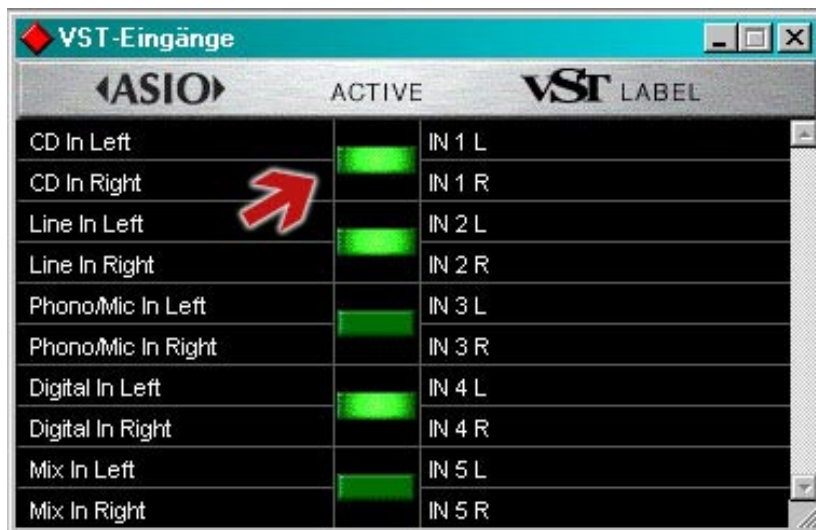 VST-Eingänge
ASIO ACTIVE VST LABEL
CD In Left IN 1 L
CD In Right IN 1 R
Line In Left IN 2 L
Line In Right IN 2 R
Phono/Mic In Left IN 3 L
Phono/Mic In Right IN 3 R
Digital In Left IN 4 L
Digital In Right IN 4 R
Mix In Left IN 5 L
Mix In Right IN 5 R